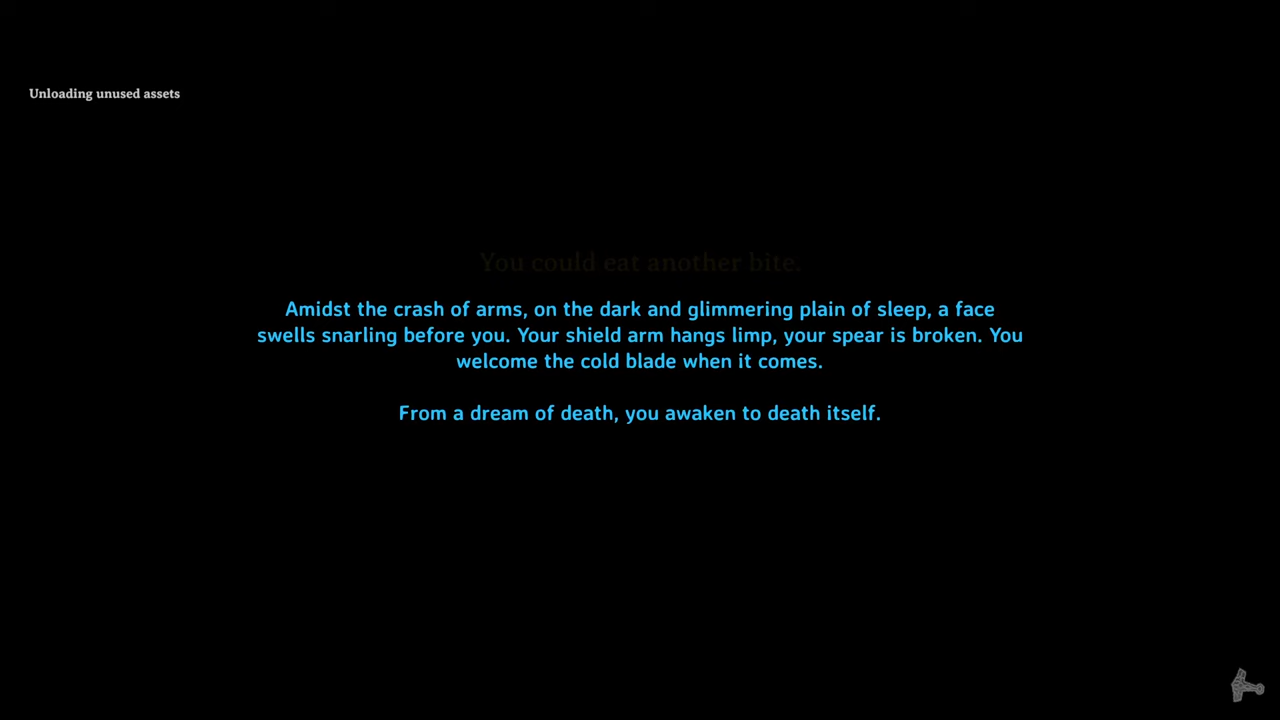 Unloading unused assets
You could eat another bite.
Amidst the crash of arms, on the dark and glimmering plain of sleep, a face
swells snarling before you. Your shield arm hangs limp, your spear is broken. You
welcome the cold blade when it comes.
From a dream of death, you awaken to death itself.